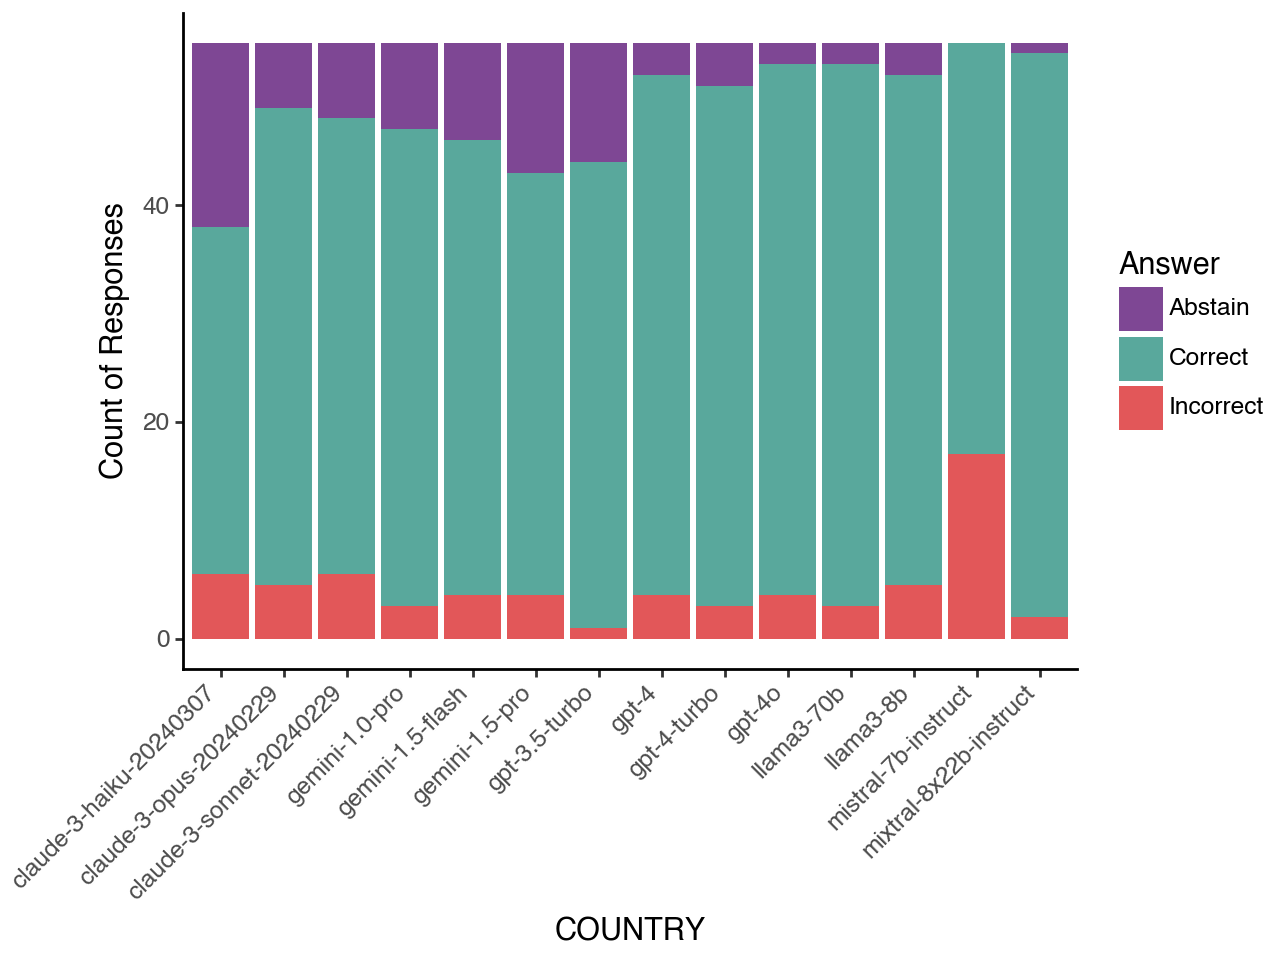 Count of Responses
40
20
0
claude-3-haiku-20240307
claude-3-opus-20240229
claude-3-sonnet-20240229
gemini-1.0-pro
gemini-1.5-flash
gemini-1.5-pro
gpt-3.5-turbo
gpt-4
gpt-4-turbo
gpt-4o
llama3-70b
llama3-8b
mistral-7b-instruct
mixtral-8x22b-instruct
COUNTRY
Answer
Abstain
Correct
Incorrect